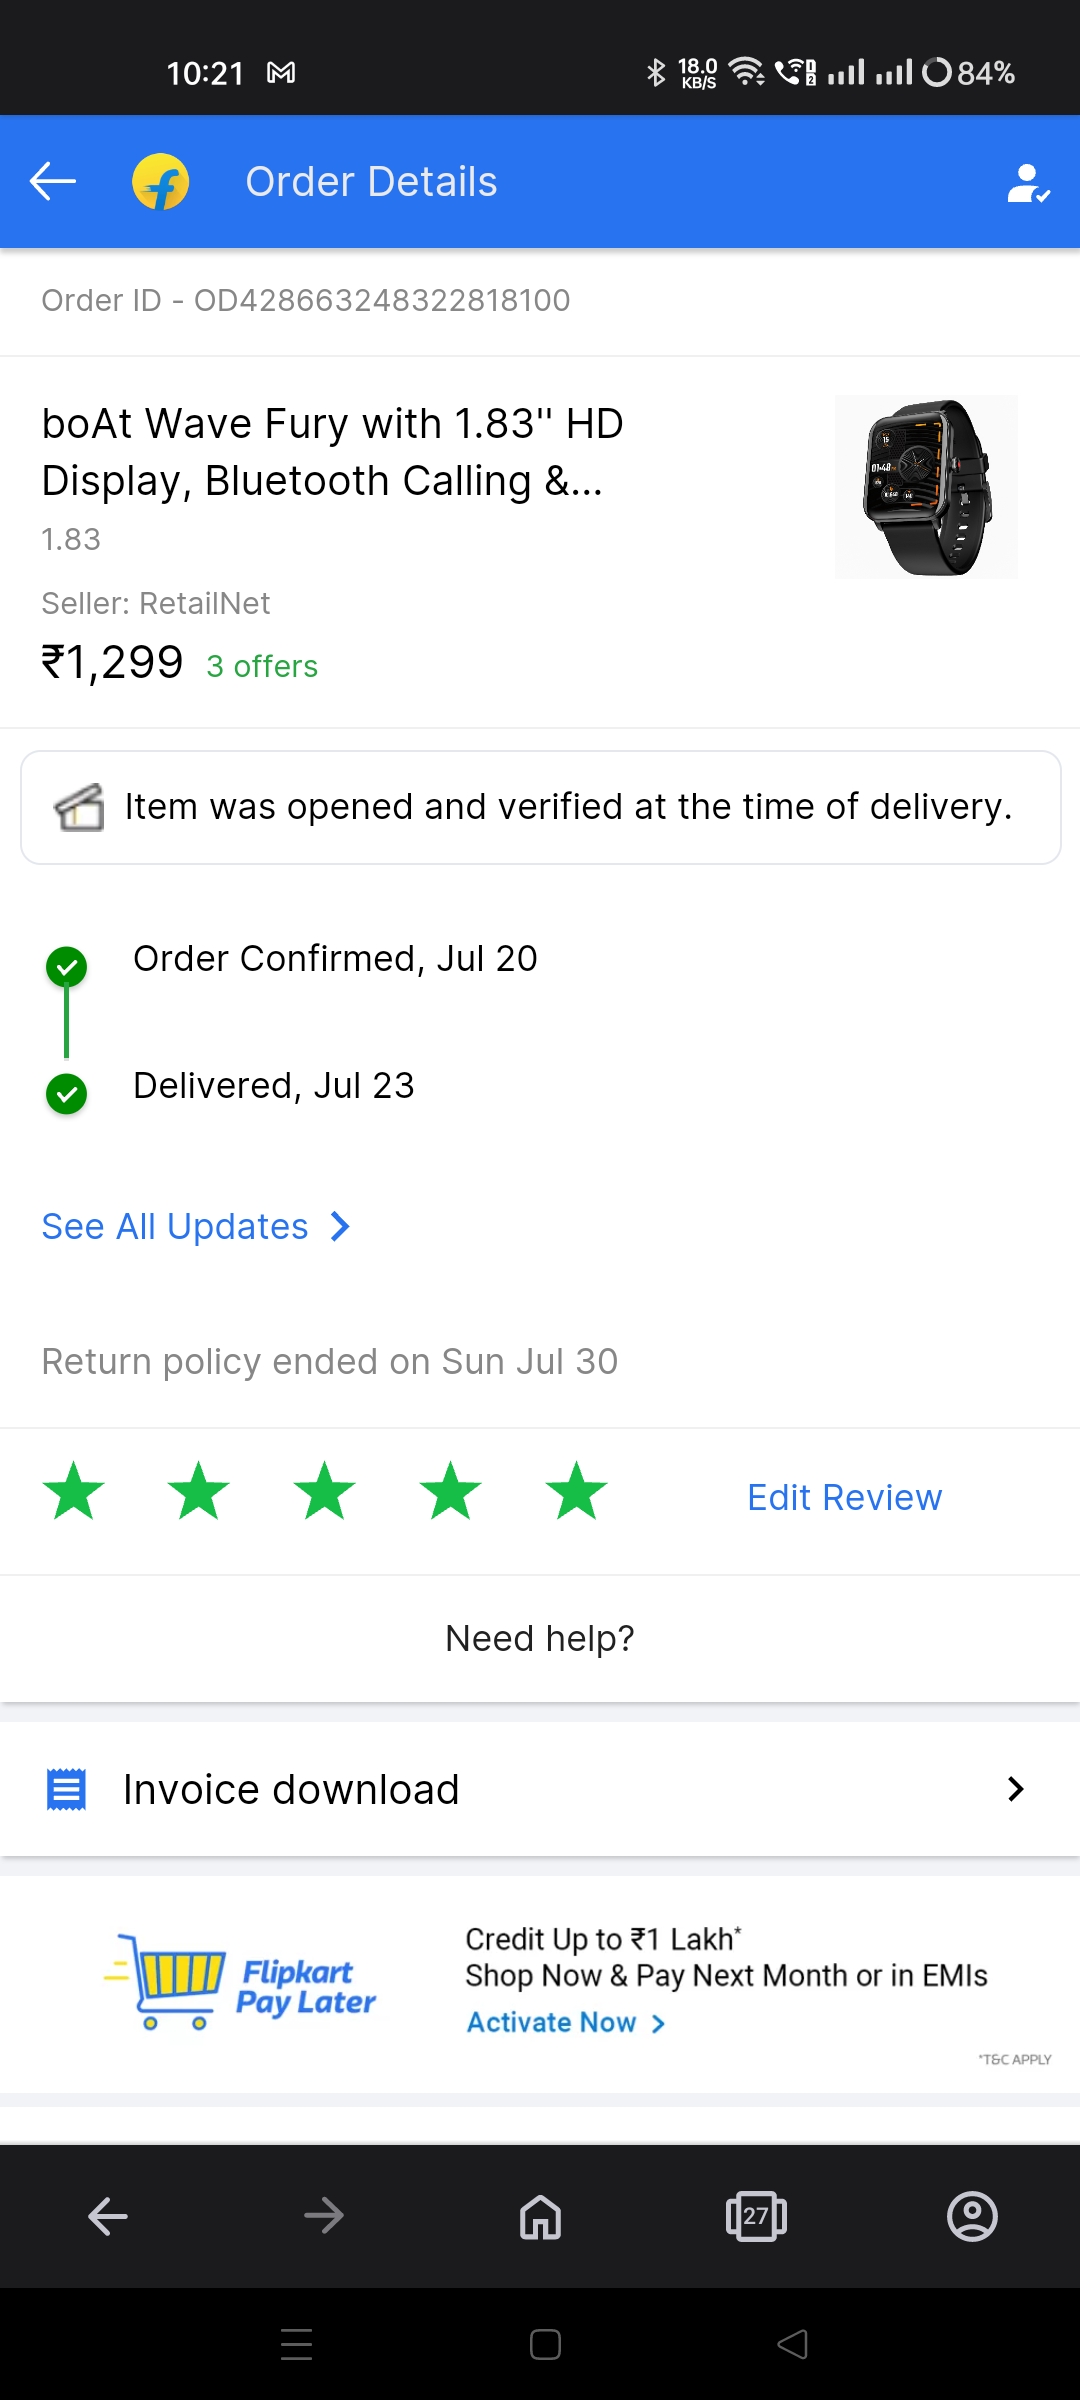 10:21
18.0 KB/S
84%
Order Details
Order ID - OD428663248322818100
boAt Wave Fury with 1.83" HD
Display, Bluetooth Calling &...
1.83
Seller: RetailNet
₹1,299 3 offers
Item was opened and verified at the time of delivery.
Order Confirmed, Jul 20
Delivered, Jul 23
See All Updates
Return policy ended on Sun Jul 30
Edit Review
Need help?
Invoice download
Flipkart
Pay Later
Credit Up to ₹1 Lakh*
Shop Now & Pay Next Month or in EMIs
Activate Now
*T&C APPLY
27